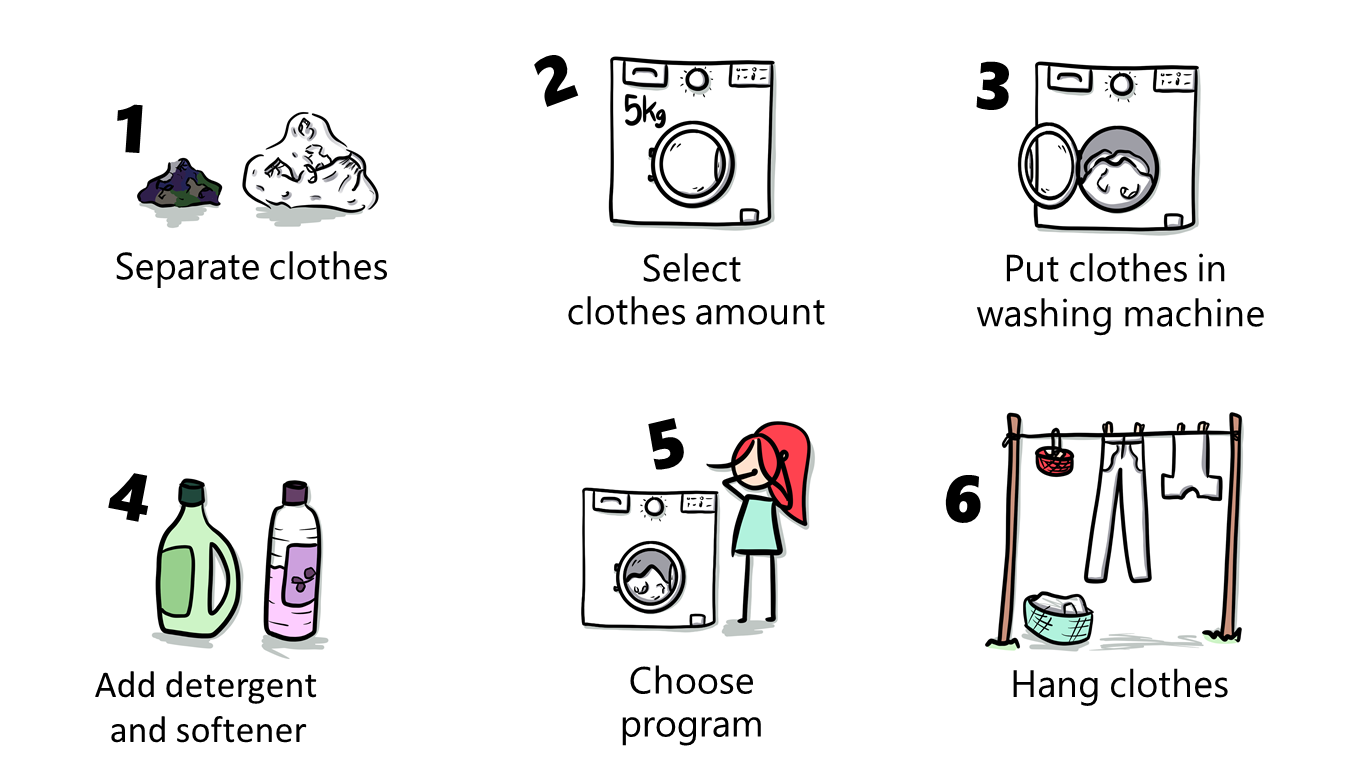 1
Separate clothes
2
5kg
Select
clothes amount
3
Put clothes in
washing machine
4
Add detergent
and softener
5
Choose
program
6
Hang clothes